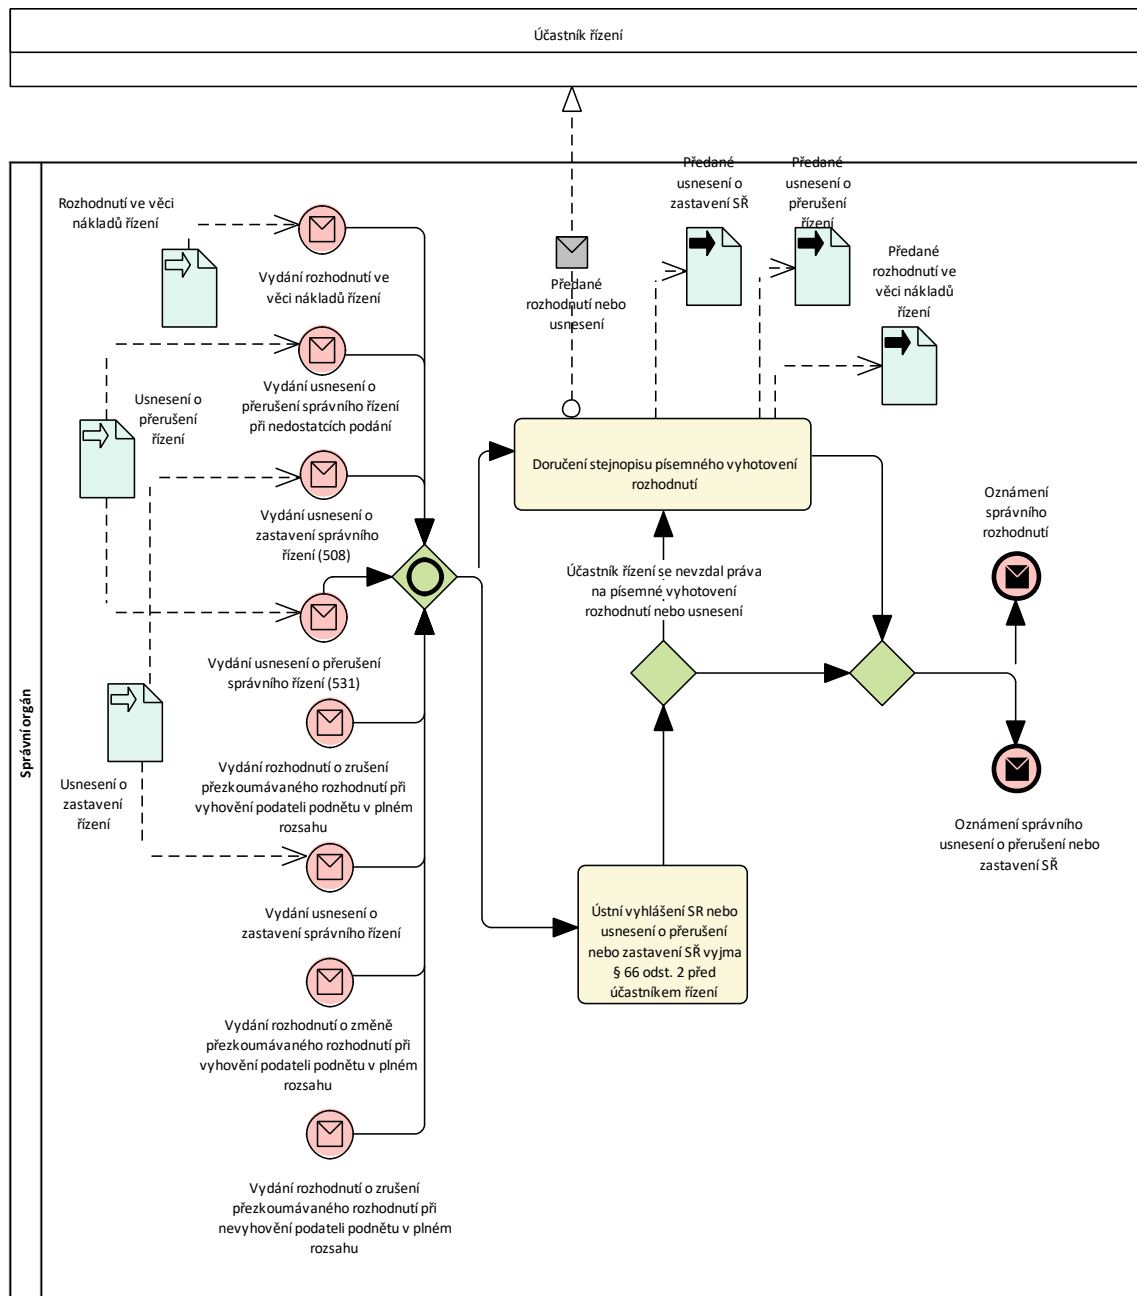 Účastník řízení
Správní orgán
Rozhodnutí ve věci
nákladů řízení
Vydání rozhodnutí ve
věci nákladů řízení
Usnesení o
přerušení
řízení
Vydání usnesení o
přerušení správního řízení
při nedostatcích podání
Vydání usnesení o
zastavení správního
řízení (508)
Vydání usnesení o přerušení
správního řízení (531)
Usnesení o
zastavení
řízení
Vydání rozhodnutí o zrušení
přezkoumávaného rozhodnutí při
vyhovění podateli podnětu v plném
rozsahu
Vydání usnesení o
zastavení správního řízení
Vydání rozhodnutí o změně
přezkoumávaného rozhodnutí při
vyhovění podateli podnětu v plném
rozsahu
Vydání rozhodnutí o zrušení
přezkoumávaného rozhodnutí při
nevyhovění podateli podnětu v plném
rozsahu
Předané
rozhodnutí nebo
usnesení
Předané
usnesení o
zastavení SŘ
Předané
usnesení o
přerušení
řízení
Předané
rozhodnutí ve
věci nákladů
řízení
Doručení stejnopisu písemného vyhotovení
rozhodnutí
Účastník řízení se nevzdal práva
na písemné vyhotovení
rozhodnutí nebo usnesení
Ústní vyhlášení SR nebo
usnesení o přerušení
nebo zastavení SŘ vyjma
§ 66 odst. 2 před
účastníkem řízení
Oznámení
správního
rozhodnutí
Oznámení správního
usnesení o přerušení nebo
zastavení SŘ